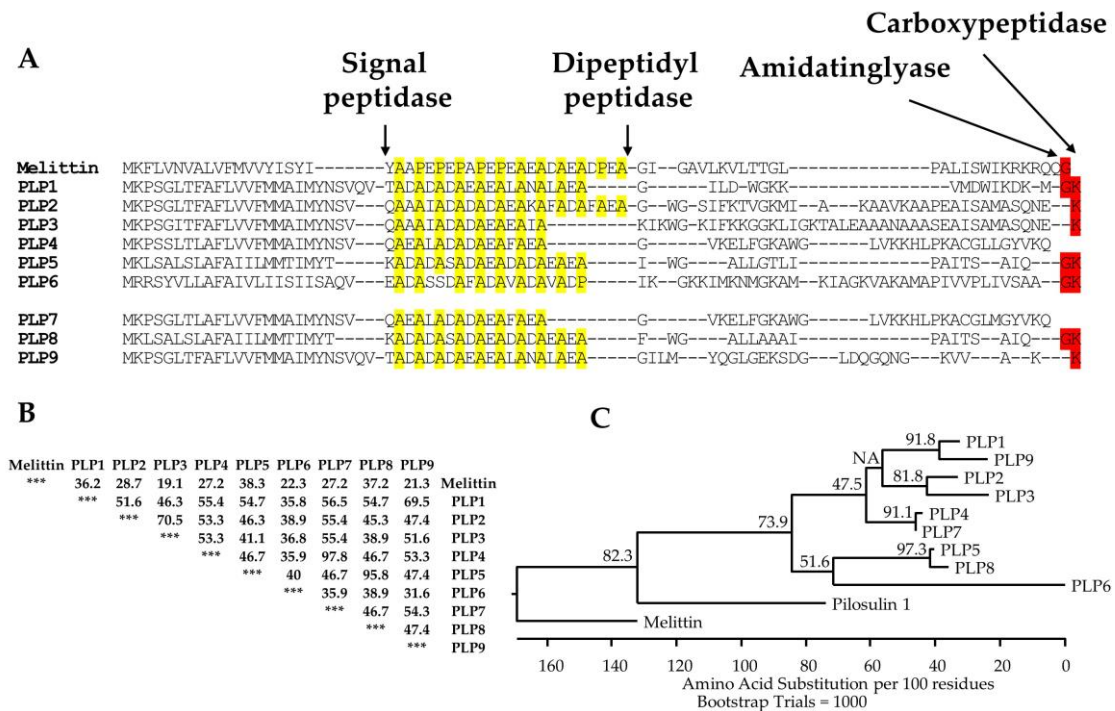 Carboxypeptidase
A
Signal peptidase
Dipeptidyl peptidase
Amidatinglyase
Melittin MKFLVNVALVFMVVYISYI-------YAAPEPEPAPEPEAEADAEADPEA-GI--GAVLKVLTTGL-------------PALISWIKRKRQQG
PLP1 MKPSGLTFAFLVVFMMAIMYNSVQVTADADADAEAEALANALAEA-----G------ILD-WGKK-------------VMDWIKDK-M--GK
PLP2 MKPSGLTFAFLVVFMMAIMYNSV--QAAAIADADADAEAKAFADAFAEA--G--WG-SIFKTVGKMI---A---KAAVKAAPEAISAMASQNE--K
PLP3 MKPSGITFAFLVVFMMAIMYNSV--QAAAIADADAEAEAIA---------KIKWG-KIFKKGGKLIGKTALEAAANAAASEAISAMASQNE--K
PLP4 MKPSSLTFAFLVVFMMAIMYNSV--QAEALADADAEAFAEA---------G------VKELFGKAWG-------LVKKHLPKACGLLGYVKQ
PLP5 MKLSALSLAFAIILMMTIMYT----KADADASADAEADADAEAEA-----I--WG---ALLGTLI-------------PAITS--AIQ--GK
PLP6 MRRSYVLLAFAIVLIISIISAQV--EADASSDAFADAVADAVADP-----IK--GKKIMKNMGKAM---KIAGKVAKAMAPIVVPLIVSAA--GK
PLP7 MKPSGLTLAFLVVFMMAIMYNSV--QAEALADADAEAFAEA---------G------VKELFGKAWG-------LVKKHLPKACGLMGYVKQ
PLP8 MKLSALSLAFAIILMMTIMYT----KADADASADAEADADAEAEA-----F--WG---ALLAAAI-------------PAITS--AIQ--GK
PLP9 MKPSGLTFAFLVVFMMAIMYNSVQVTADADADAEAEALANALAEA-----GILM---YQGLGEKSDG---LDQGQNG----KVV---A--K---K
B
Melittin PLP1 PLP2 PLP3 PLP4 PLP5 PLP6 PLP7 PLP8 PLP9
*** 36.2 28.7 19.1 27.2 38.3 22.3 27.2 37.2 21.3 Melittin
*** 51.6 46.3 55.4 54.7 35.8 56.5 54.7 69.5 PLP1
*** 70.5 53.3 46.3 38.9 55.4 45.3 47.4 PLP2
*** 53.3 41.1 36.8 55.4 38.9 51.6 PLP3
*** 46.7 35.9 97.8 46.7 53.3 PLP4
*** 40 46.7 95.8 47.4 PLP5
*** 35.9 38.9 31.6 PLP6
*** 46.7 54.3 PLP7
*** 47.4 PLP8
*** PLP9
C
91.8
PLP1
NA
PLP9
47.5
81.8
PLP2
PLP3
73.9
91.1
PLP4
PLP7
82.3
51.6
97.3
PLP5
PLP8
PLP6
Pilosulin 1
Melittin
160 140 120 100 80 60 40 20 0
Amino Acid Substitution per 100 residues
Bootstrap Trials = 1000